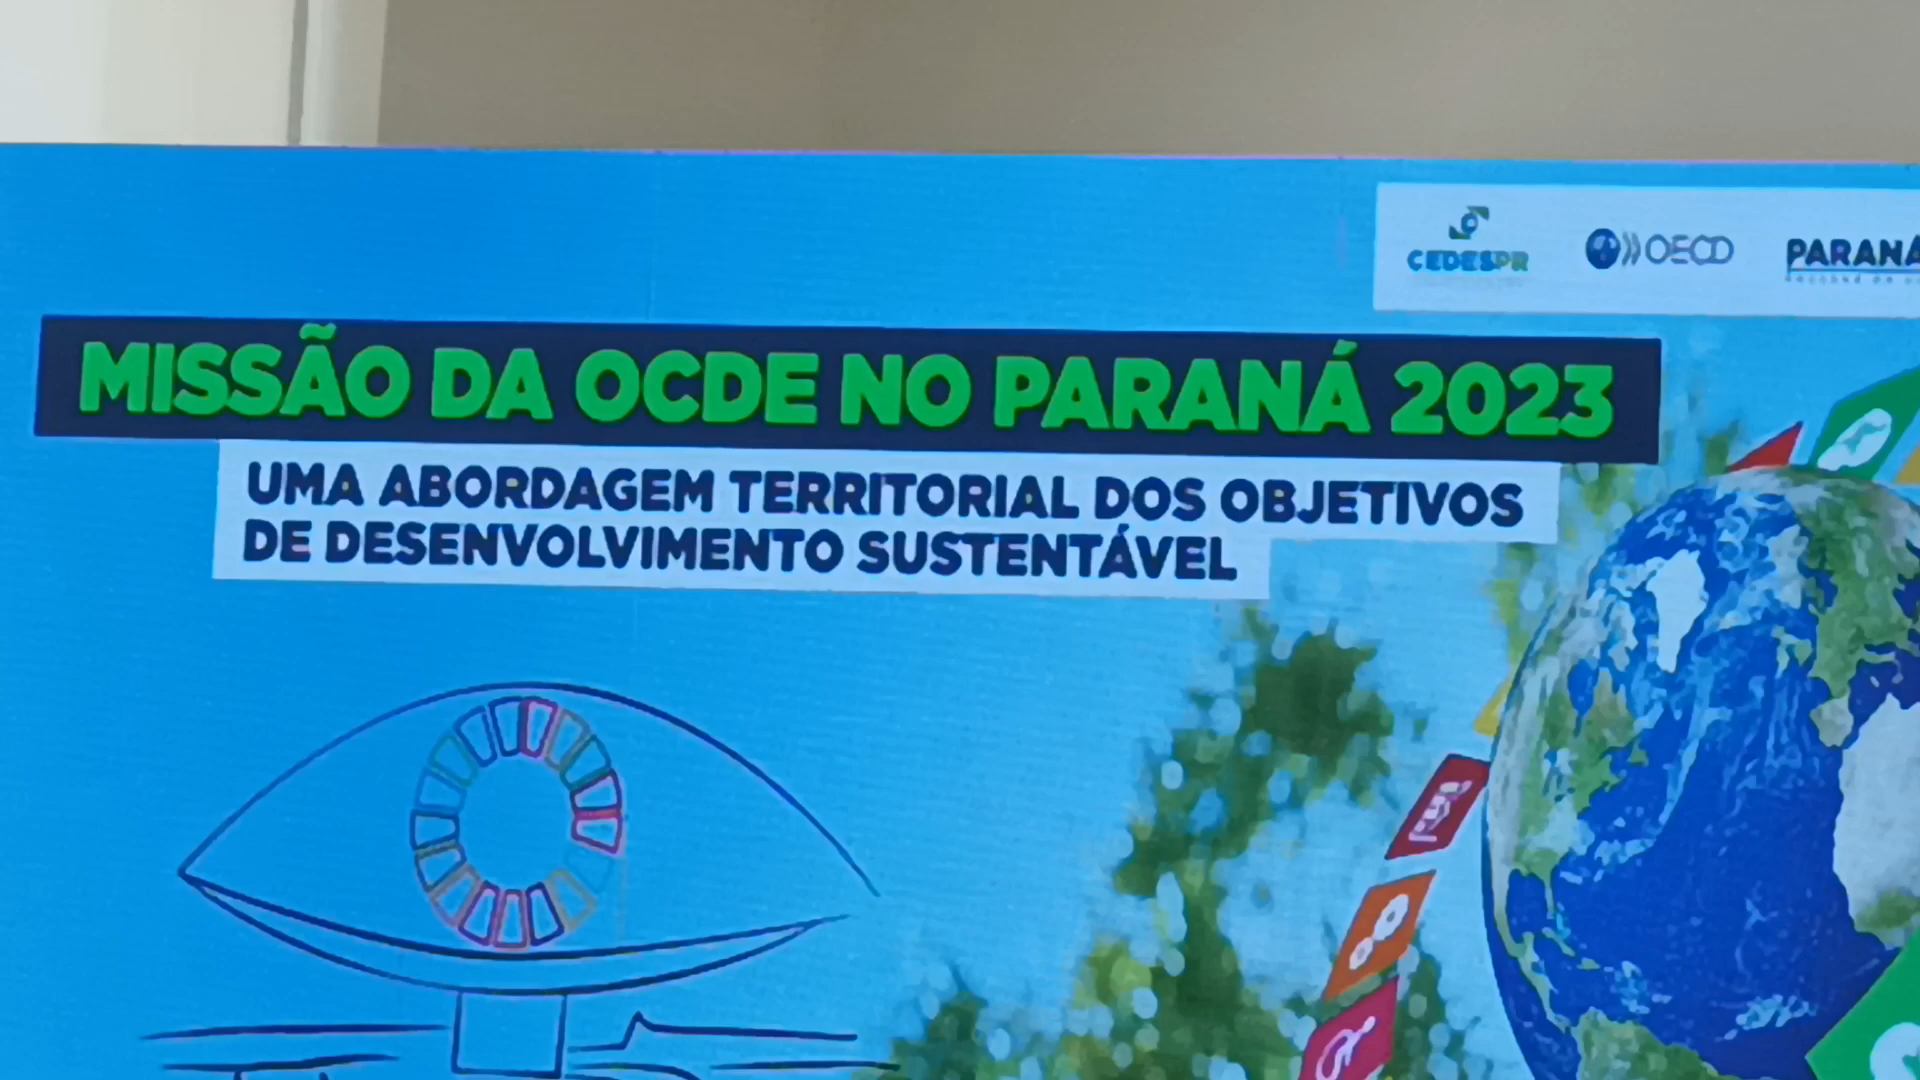 CEDESPR
OECD
PARANÁ
MISSÃO DA OCDE NO PARANÁ 2023
UMA ABORDAGEM TERRITORIAL DOS OBJETIVOS
DE DESENVOLVIMENTO SUSTENTÁVEL